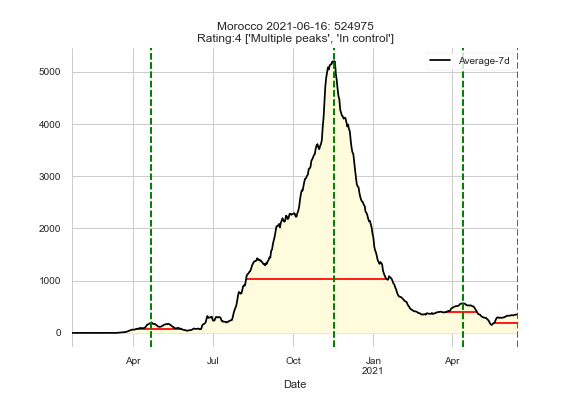 Morocco 2021-06-16: 524975
Rating:4 ['Multiple peaks', 'In control']
Average-7d
5000
4000
3000
2000
1000
0
Apr Jul Oct Jan Apr
2021
Date